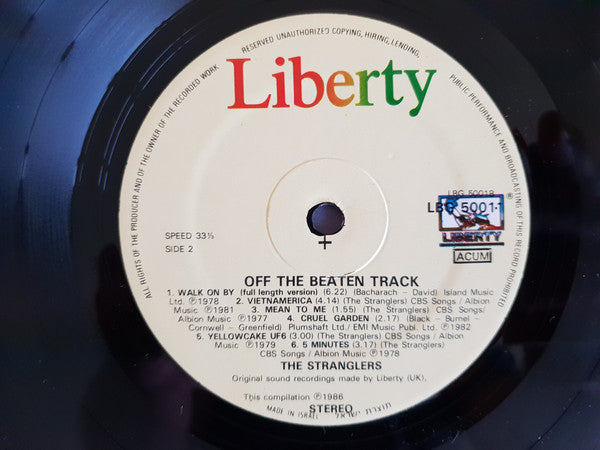 RESERVED UNAUTHORIZED COPYING, HIRING, LENDING,
PUBLIC PERFORMANCE AND BROADCASTING OF THIS RECORD PROHIBITED
ALL RIGHTS OF THE PRODUCER AND OF THE OWNER OF THE RECORDED WORK
Liberty
®
LBG 50018
LBG 5001-1
LIBERTY
ACUM
SPEED 33⅓
SIDE 2
OFF THE BEATEN TRACK
1. WALK ON BY (full length version) (6.22) (Bacharach – David) Island Music
Ltd. ℗1978 2. VIETNAMERICA (4.14) (The Stranglers) CBS Songs / Albion
Music ℗1981 3. MEAN TO ME (1.55) (The Stranglers) CBS Songs/
Albion Music ℗1977 4. CRUEL GARDEN (2.17) (Black – Burnel –
Cornwell – Greenfield) Plumshaft Ltd./EMI Music Publ. Ltd. ℗1982
5. YELLOWCAKE UF6 (3.00) (The Stranglers) CBS Songs / Albion
Music ℗1979 6. 5 MINUTES (3.17) (The Stranglers)
CBS Songs / Albion Music ℗1978
THE STRANGLERS
Original sound recordings made by Liberty (UK),
This compilation ℗1986
STEREO
MADE IN ISRAEL תוצרת ישראל